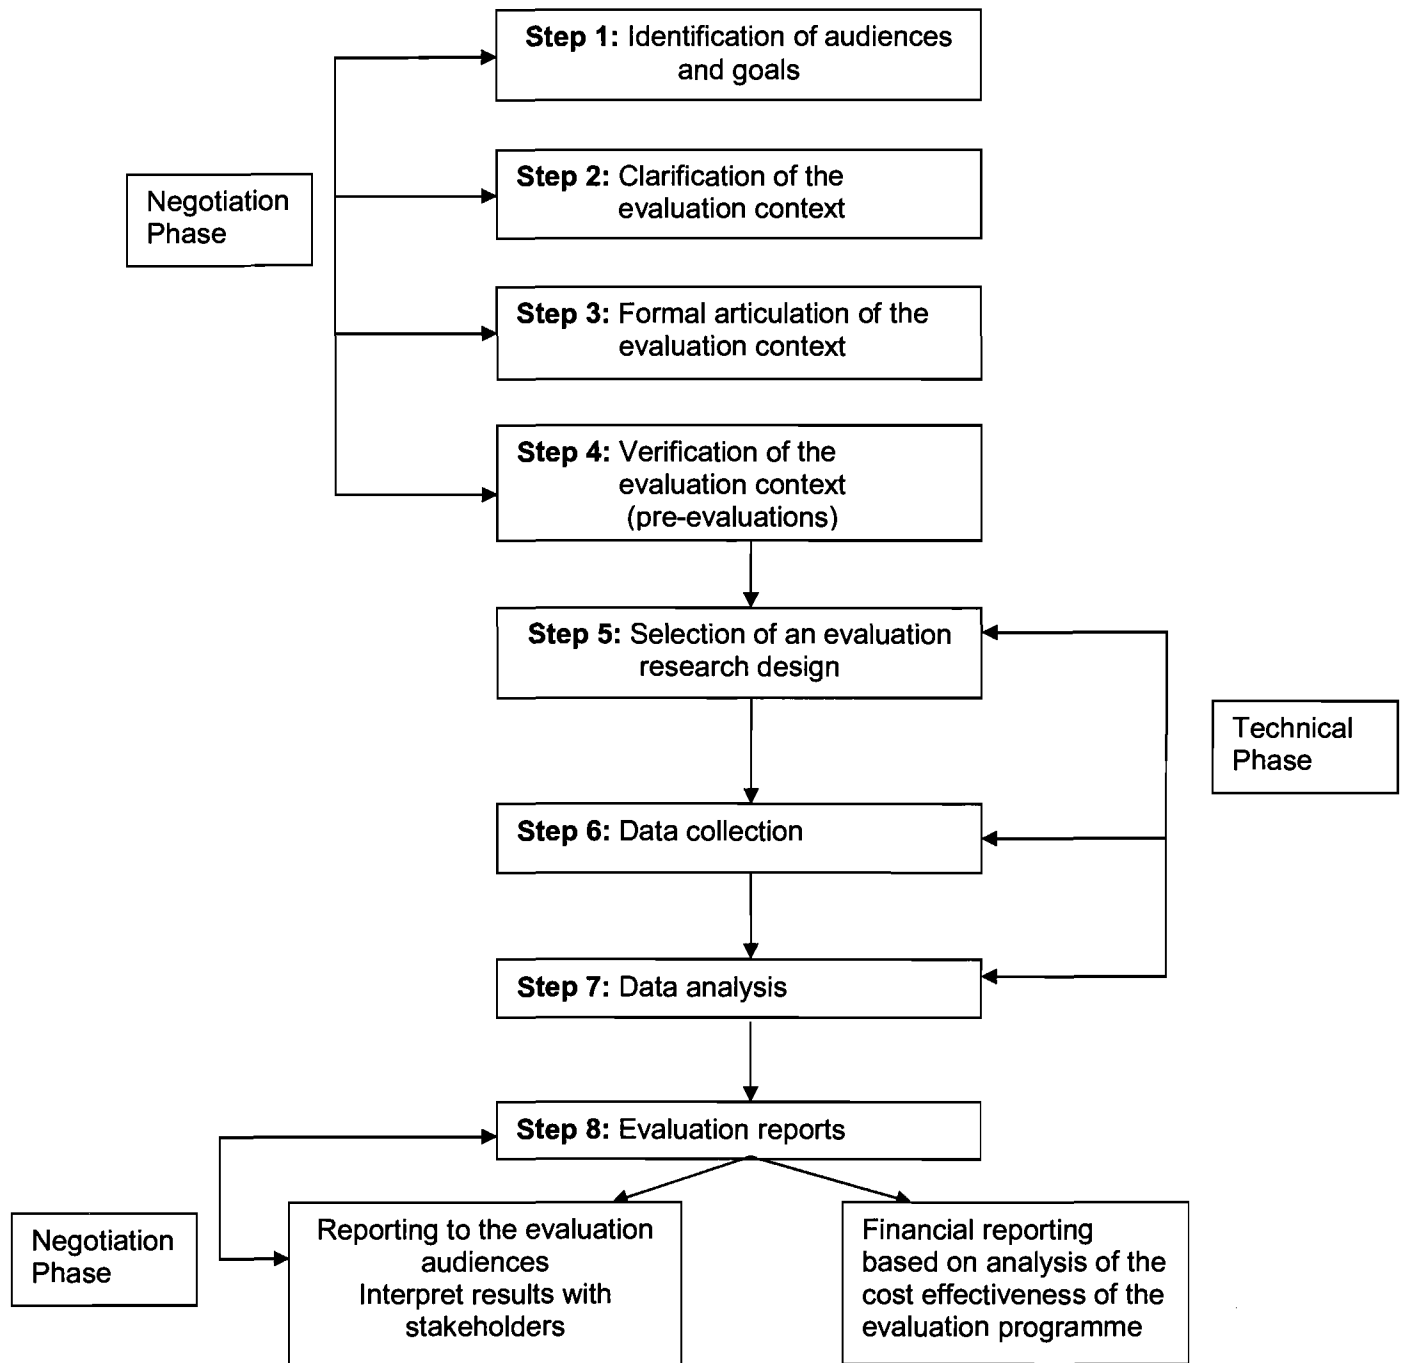 Step 1: Identification of audiences
and goals
Negotiation
Phase
Step 2: Clarification of the
evaluation context
Step 3: Formal articulation of the
evaluation context
Step 4: Verification of the
evaluation context
(pre-evaluations)
Step 5: Selection of an evaluation
research design
Technical
Phase
Step 6: Data collection
Step 7: Data analysis
Step 8: Evaluation reports
Negotiation
Phase
Reporting to the evaluation
audiences
Interpret results with
stakeholders
Financial reporting
based on analysis of the
cost effectiveness of the
evaluation programme